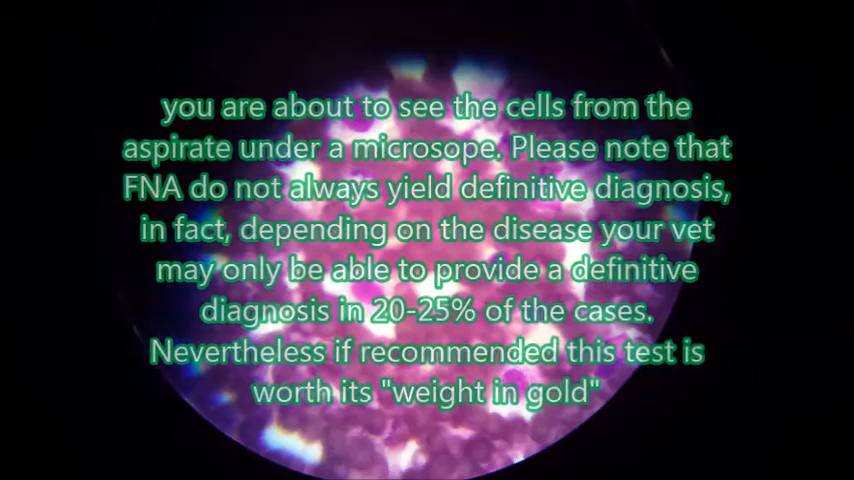 you are about to see the cells from the
aspirate under a microsope. Please note that
FNA do not always yield definitive diagnosis,
in fact, depending on the disease your vet
may only be able to provide a definitive
diagnosis in 20-25% of the cases.
Nevertheless if recommended this test is
worth its "weight in gold"